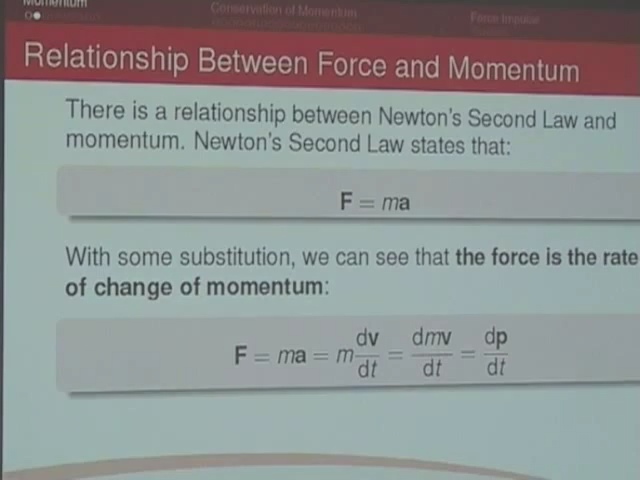 Momentum
Conservation of Momentum
Force Impulse
Relationship Between Force and Momentum
There is a relationship between Newton's Second Law and
momentum. Newton's Second Law states that:
F = ma
With some substitution, we can see that the force is the rate
of change of momentum:
F = ma = m dv/dt = dmv/dt = dp/dt